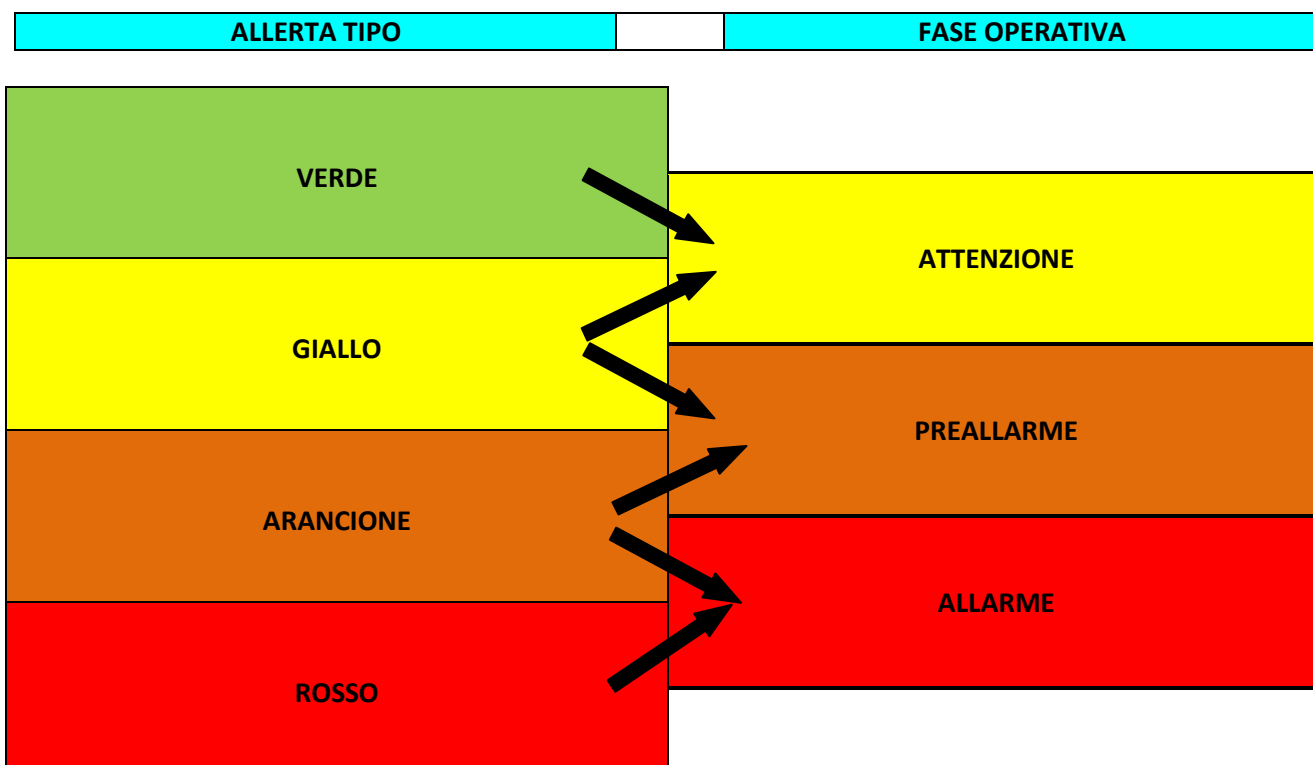 ALLERTA TIPO
FASE OPERATIVA
VERDE
GIALLO
ARANCIONE
ROSSO
ATTENZIONE
PREALLARME
ALLARME